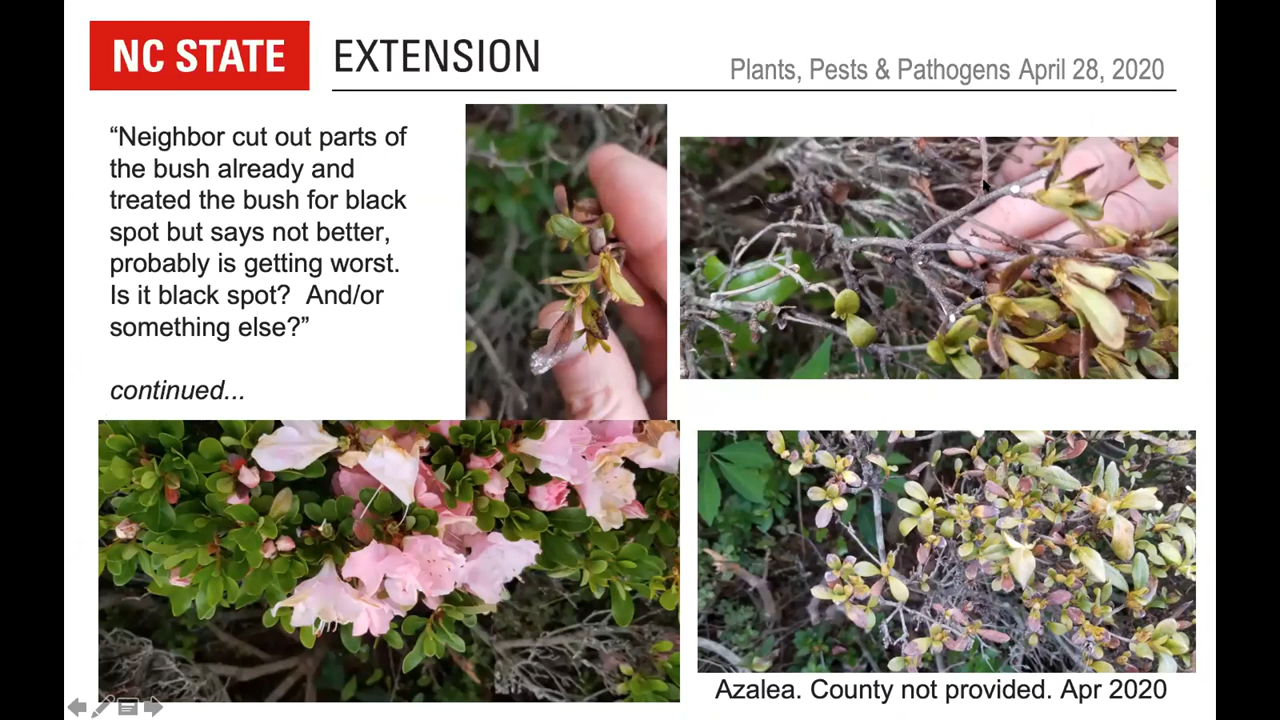 NC STATE EXTENSION
Plants, Pests & Pathogens April 28, 2020
“Neighbor cut out parts of
the bush already and
treated the bush for black
spot but says not better,
probably is getting worst.
Is it black spot? And/or
something else?”
continued...
Azalea. County not provided. Apr 2020